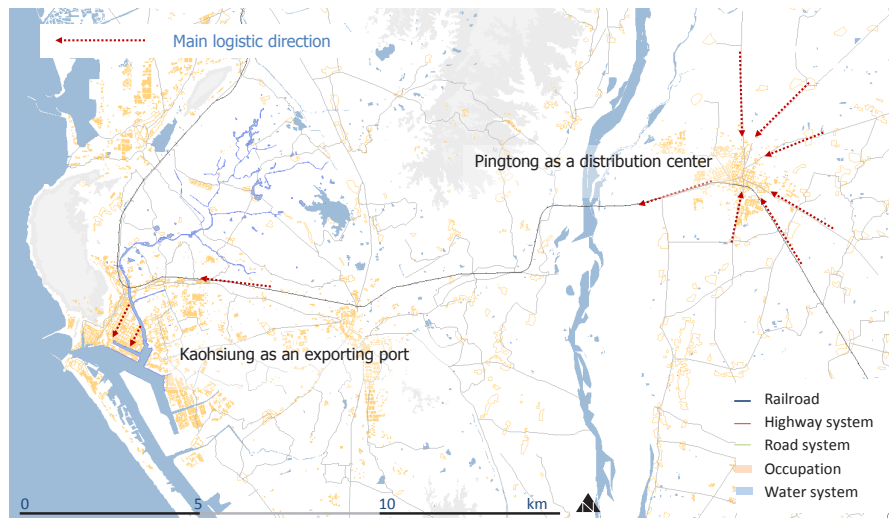 Main logistic direction
Pingtong as a distribution center
Kaohsiung as an exporting port
Railroad
Highway system
Road system
Occupation
Water system
0 5 10 km